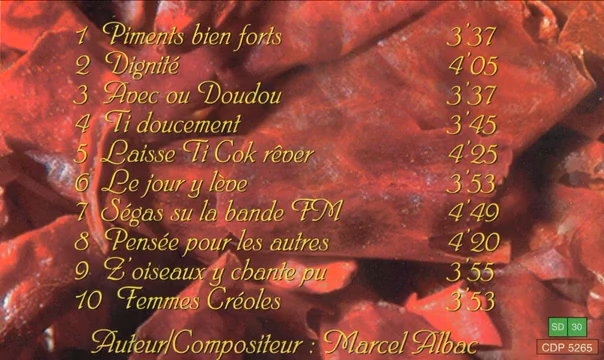 1 Piments bien forts 3'37
2 Dignité 4'05
3 Avec ou Doudou 3'37
4 Ti doucement 3'45
5 Laisse Ti Cok rêver 4'25
6 Le jour y lève 3'53
7 Ségas su la bande FM 4'49
8 Pensée pour les autres 4'20
9 Z'oiseaux y chante pu 3'55
10 Femmes Créoles 3'53
Auteur/Compositeur : Marcel Albac
SD 30
CDP 5265